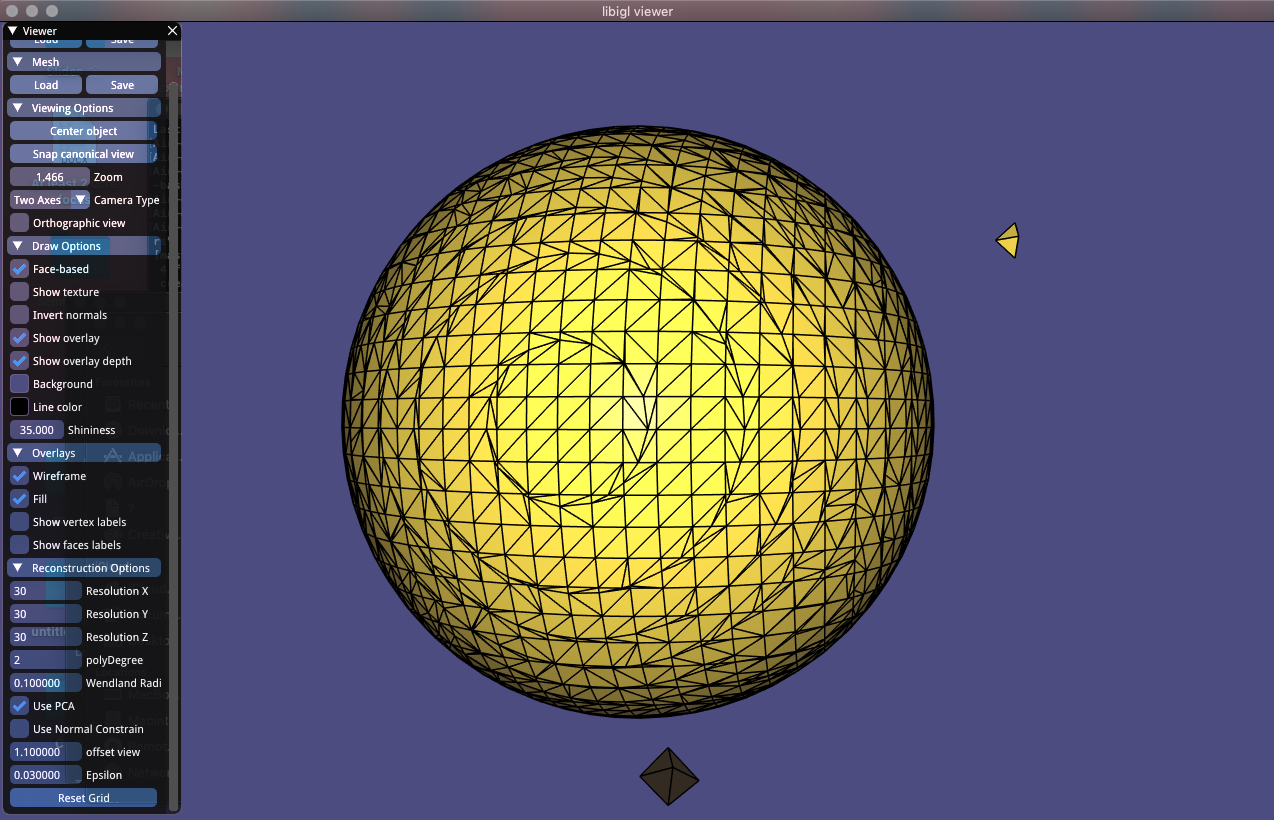 libigl viewer
Viewer
Load Save
Mesh
Load Save
Viewing Options
Center object
Snap canonical view
1.466 Zoom
Two Axes Camera Type
Orthographic view
Draw Options
Face-based
Show texture
Invert normals
Show overlay
Show overlay depth
Background
Line color
35.000 Shininess
Overlays
Wireframe
Fill
Show vertex labels
Show faces labels
Reconstruction Options
30 Resolution X
30 Resolution Y
30 Resolution Z
2 polyDegree
0.100000 Wendland Radi
Use PCA
Use Normal Constrain
1.100000 offset view
0.030000 Epsilon
Reset Grid